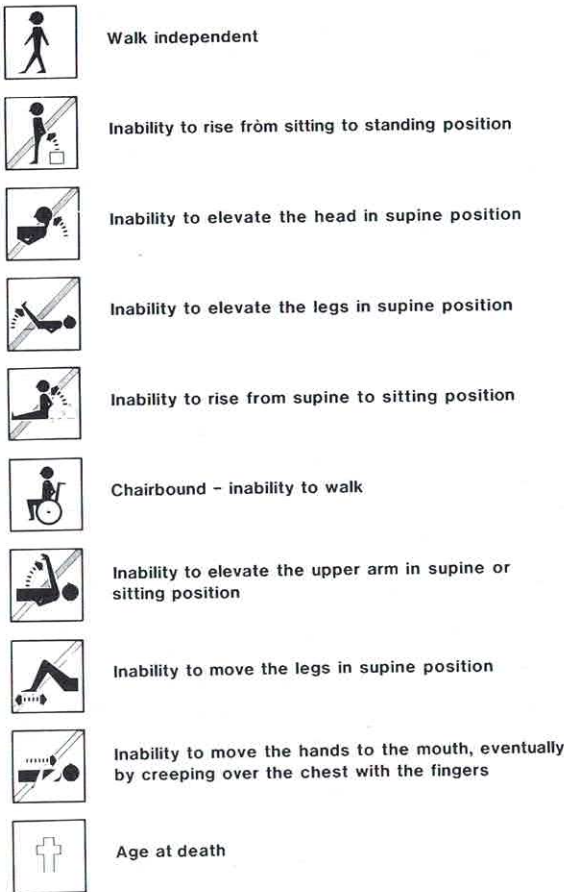 Walk independent
Inability to rise fròm sitting to standing position
Inability to elevate the head in supine position
Inability to elevate the legs in supine position
Inability to rise from supine to sitting position
Chairbound – inability to walk
Inability to elevate the upper arm in supine or
sitting position
Inability to move the legs in supine position
Inability to move the hands to the mouth, eventually
by creeping over the chest with the fingers
Age at death